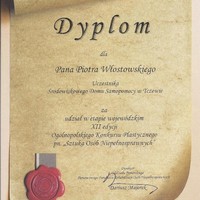 Dyplom
dla
Pana Piotra Włostowskiego
Uczestnika
Środowiskowego Domu Samopomocy w Tczewie
za
udział w etapie wojewódzkim
XII edycji
Ogólnopolskiego Konkursu Plastycznego
pn. „Sztuka Osób Niepełnosprawnych"